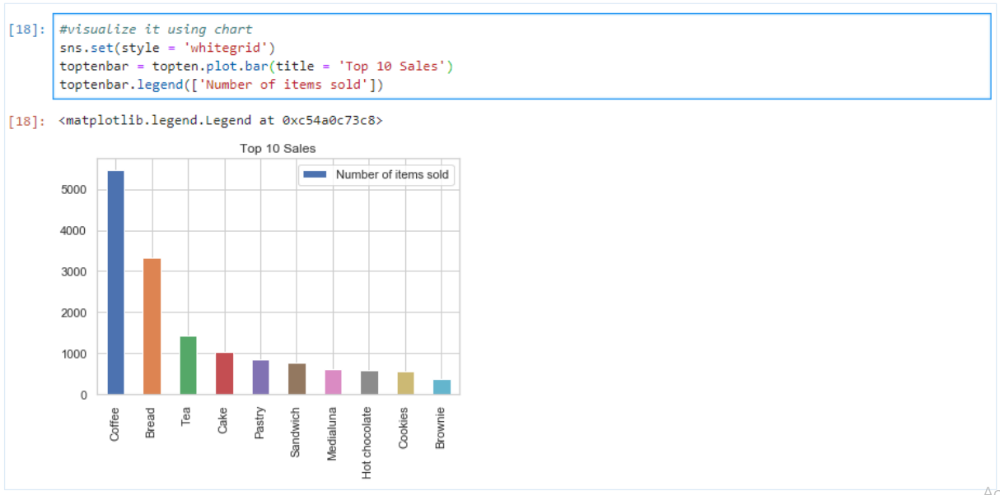 [18]: #visualize it using chart
sns.set(style = 'whitegrid')
toptenbar = topten.plot.bar(title = 'Top 10 Sales')
toptenbar.legend(['Number of items sold'])
[18]: <matplotlib.legend.Legend at 0xc54a0c73c8>
Top 10 Sales
Number of items sold
5000
4000
3000
2000
1000
0
Coffee
Bread
Tea
Cake
Pastry
Sandwich
Medialuna
Hot chocolate
Cookies
Brownie